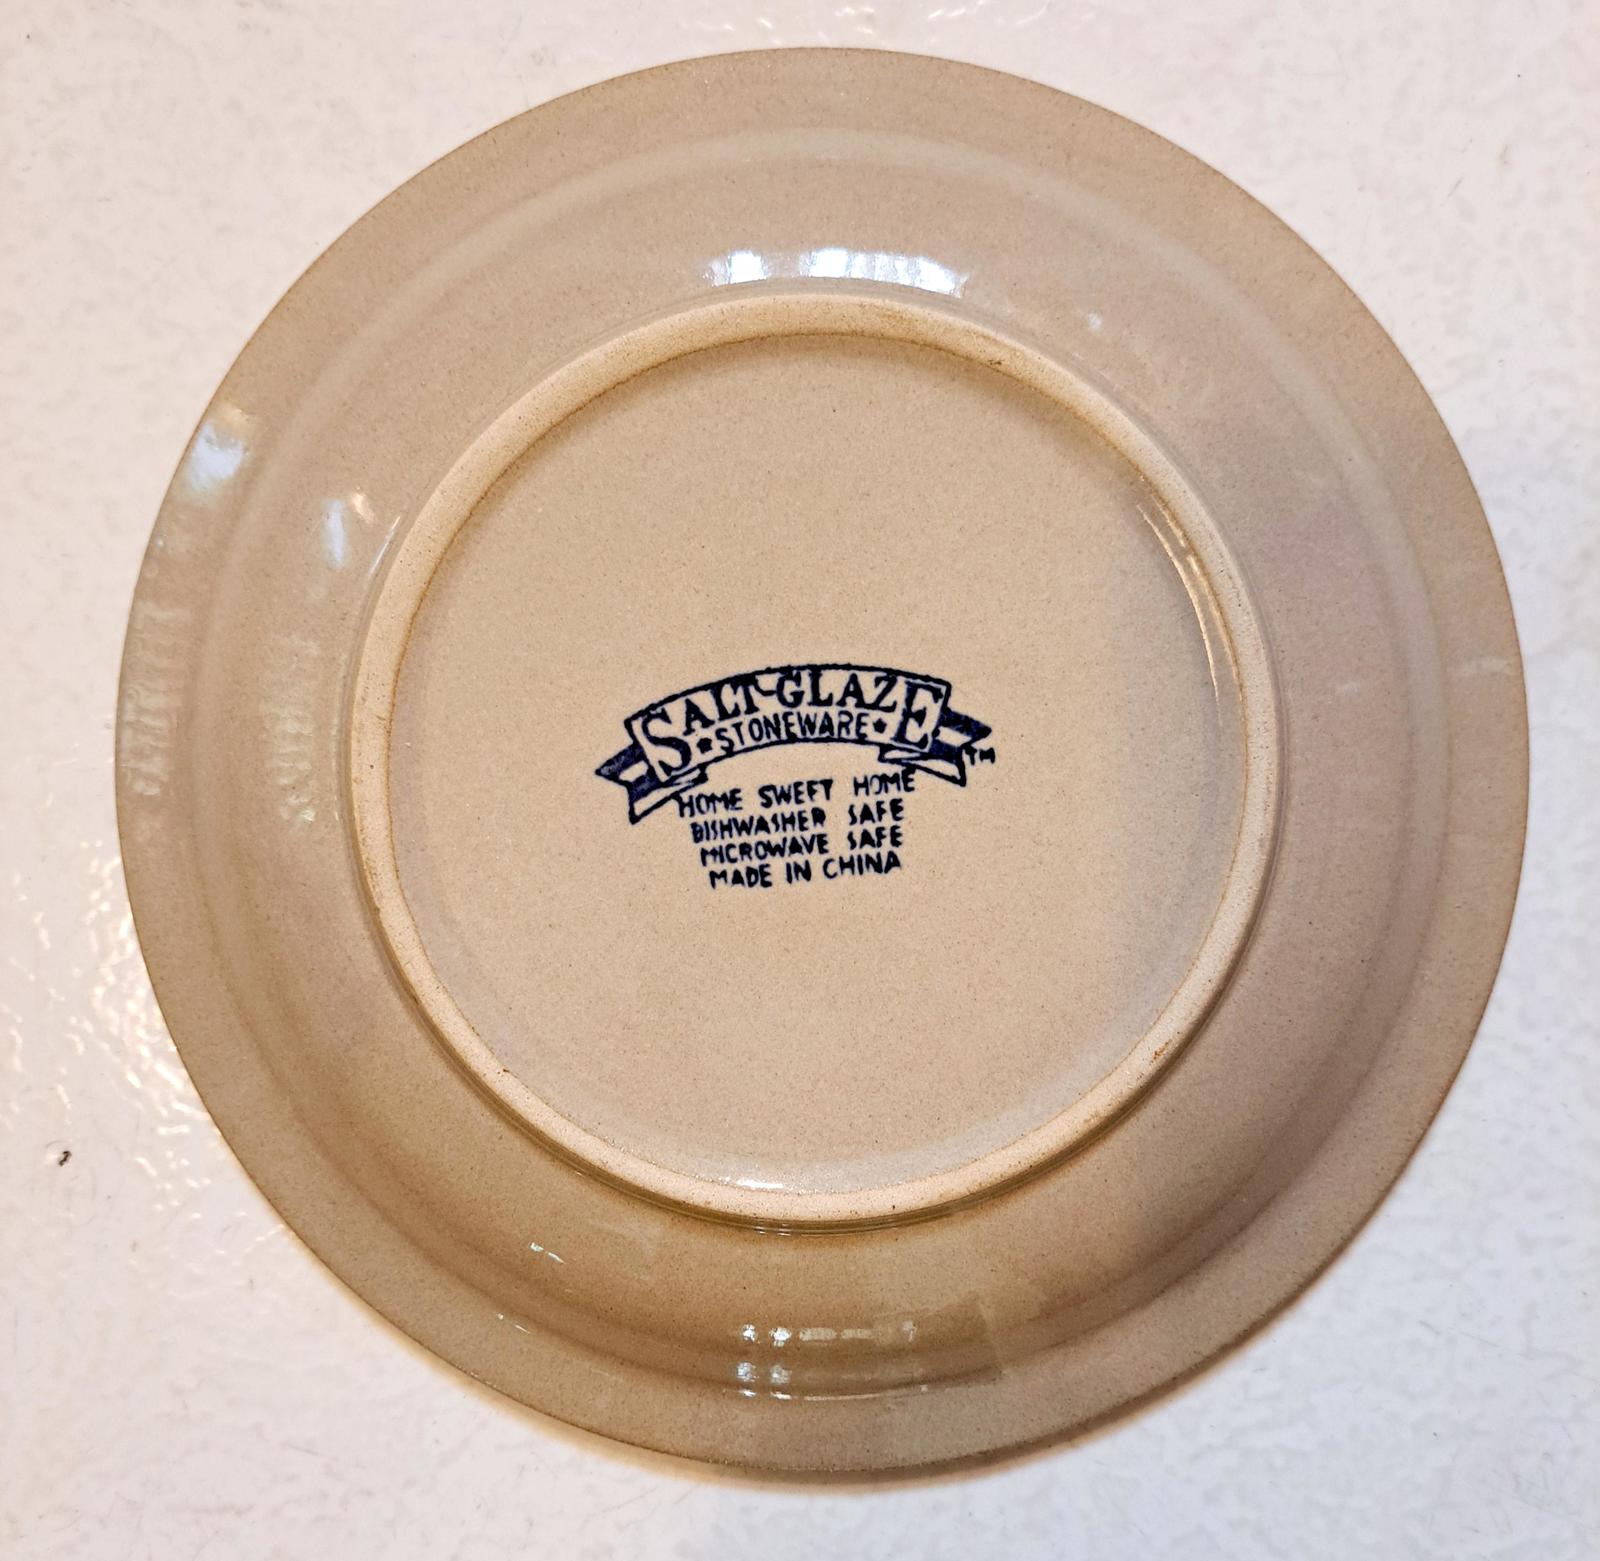 SALT-GLAZE
STONEWARE
TM
HOME SWEET HOME
DISHWASHER SAFE
MICROWAVE SAFE
MADE IN CHINA